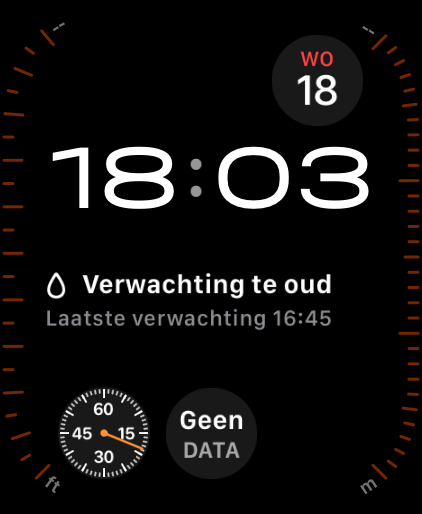 --
--
WO
18
18:03
Verwachting te oud
Laatste verwachting 16:45
60
45
15
30
Geen
DATA
ft
m